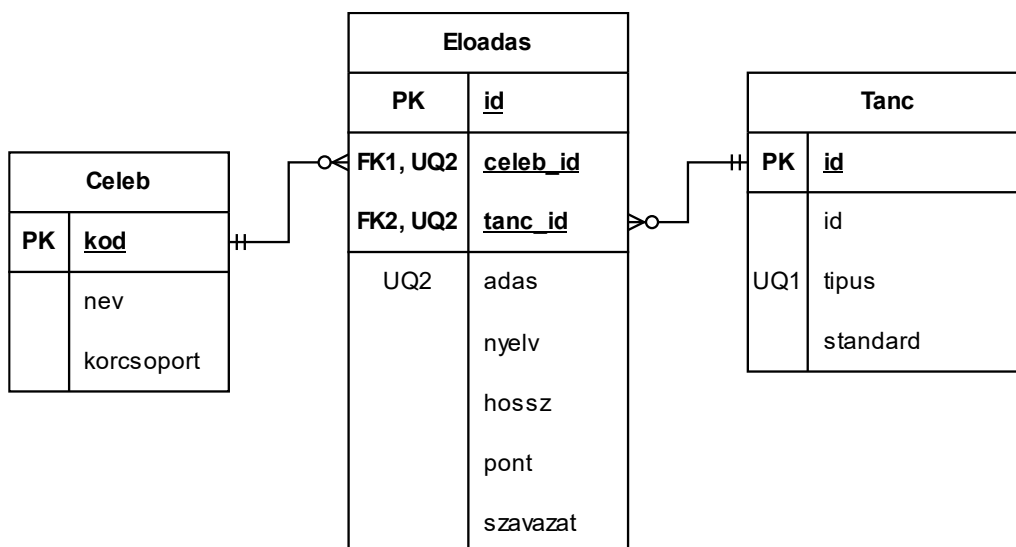 Celeb
PK kod
nev
korcsoport
Eloadas
PK id
FK1, UQ2 celeb_id
FK2, UQ2 tanc_id
UQ2 adas
nyelv
hossz
pont
szavazat
Tanc
PK id
id
UQ1 tipus
standard